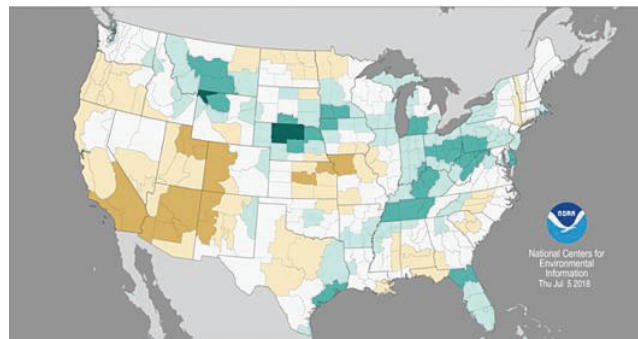 NOAA
National Centers for
Environmental
Information
Thu Jul 5 2018